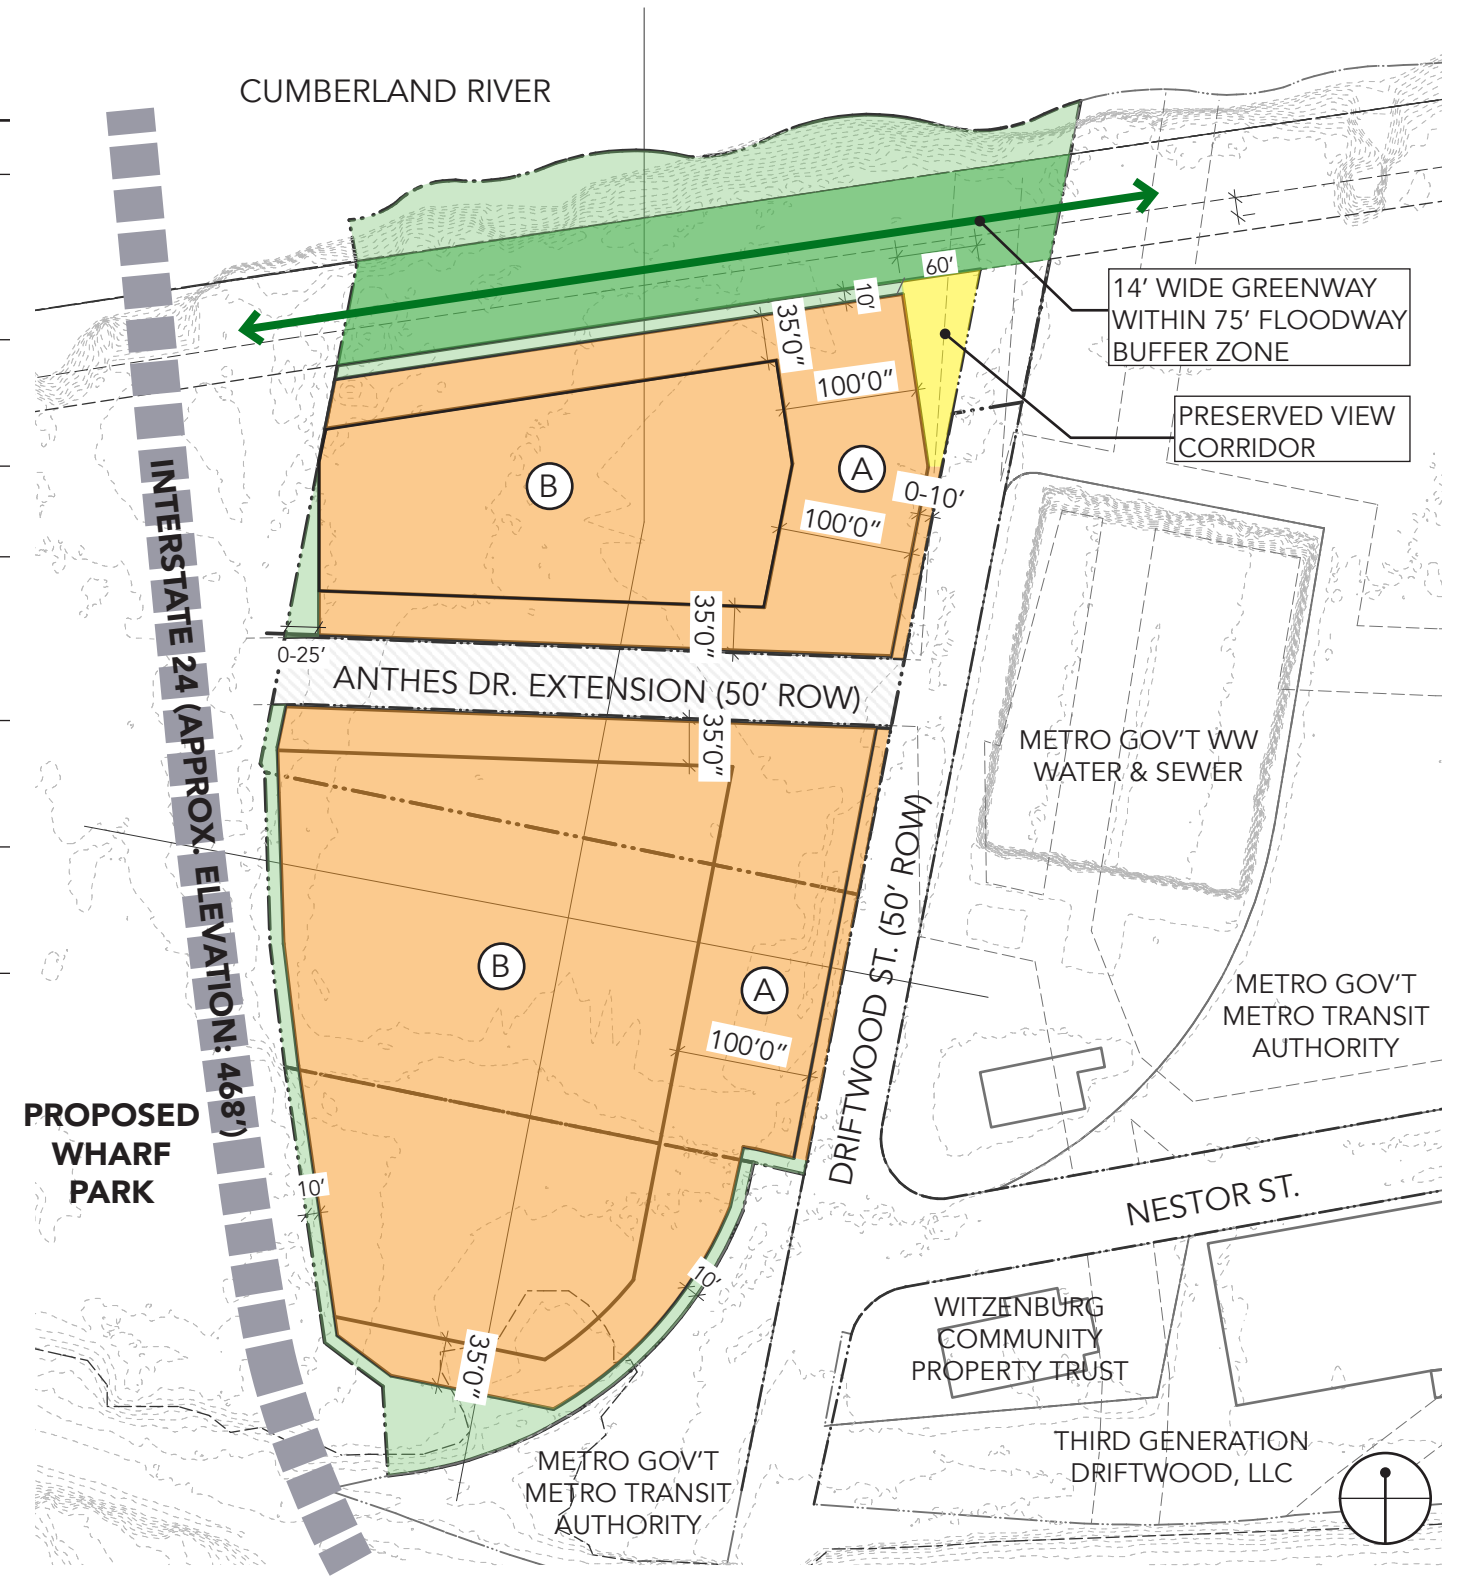 CUMBERLAND RIVER
60'
10'
35'0"
14' WIDE GREENWAY
WITHIN 75' FLOODWAY
BUFFER ZONE
100'0"
PRESERVED VIEW
CORRIDOR
B
A
0-10'
100'0"
35'0"
0-25'
ANTHES DR. EXTENSION (50' ROW)
35'0"
INTERSTATE 24 (APPROX. ELEVATION: 468')
METRO GOV'T WW
WATER & SEWER
DRIFTWOOD ST. (50' ROW)
B
A
100'0"
METRO GOV'T
METRO TRANSIT
AUTHORITY
PROPOSED
WHARF
PARK
10'
NESTOR ST.
10'
WITZENBURG
COMMUNITY
PROPERTY TRUST
35'0"
THIRD GENERATION
DRIFTWOOD, LLC
METRO GOV'T
METRO TRANSIT
AUTHORITY